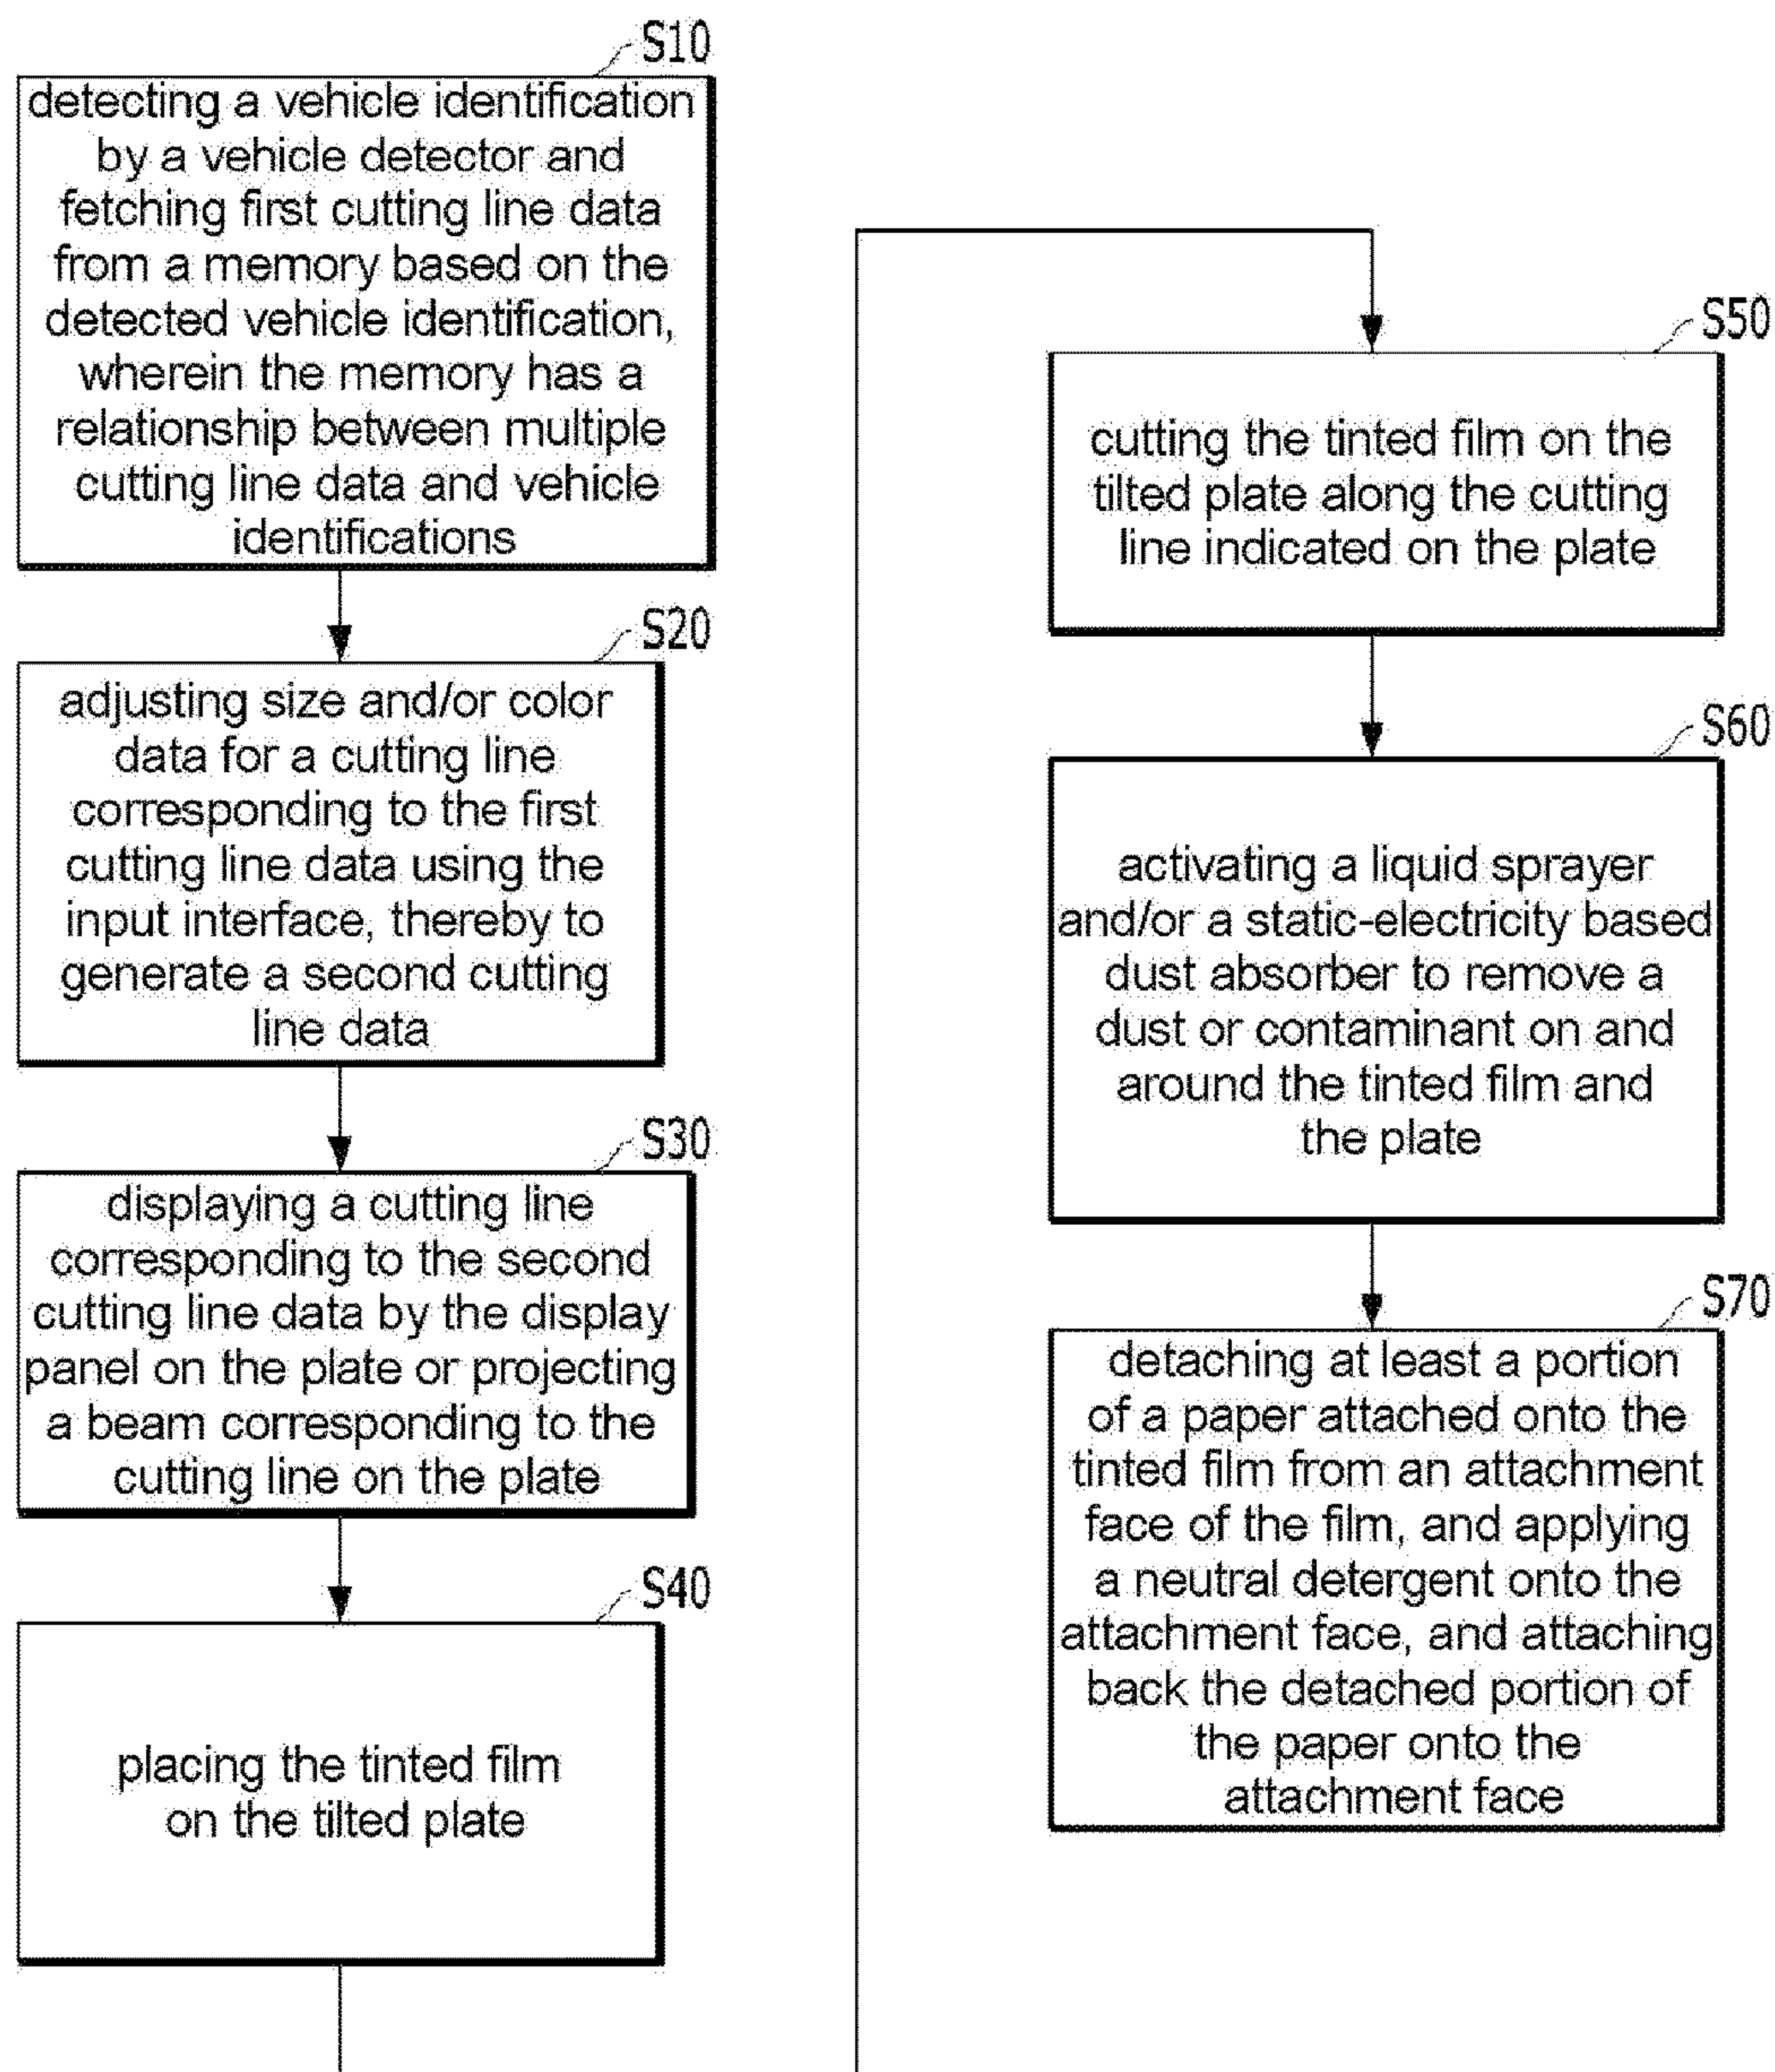 S10
detecting a vehicle identification
by a vehicle detector and
fetching first cutting line data
from a memory based on the
detected vehicle identification,
wherein the memory has a
relationship between multiple
cutting line data and vehicle
identifications
S20
adjusting size and/or color
data for a cutting line
corresponding to the first
cutting line data using the
input interface, thereby to
generate a second cutting
line data
S30
displaying a cutting line
corresponding to the second
cutting line data by the display
panel on the plate or projecting
a beam corresponding to the
cutting line on the plate
S40
placing the tinted film
on the tilted plate
S50
cutting the tinted film on the
tilted plate along the cutting
line indicated on the plate
S60
activating a liquid sprayer
and/or a static-electricity based
dust absorber to remove a
dust or contaminant on and
around the tinted film and
the plate
S70
detaching at least a portion
of a paper attached onto the
tinted film from an attachment
face of the film, and applying
a neutral detergent onto the
attachment face, and attaching
back the detached portion of
the paper onto the
attachment face